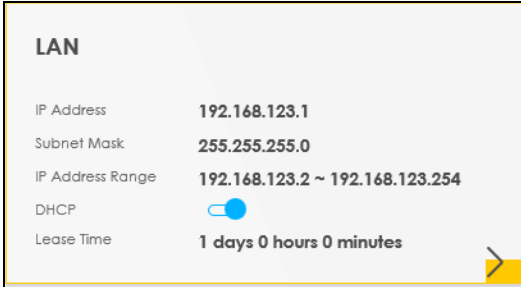 LAN
IP Address 192.168.123.1
Subnet Mask 255.255.255.0
IP Address Range 192.168.123.2 ~ 192.168.123.254
DHCP
Lease Time 1 days 0 hours 0 minutes